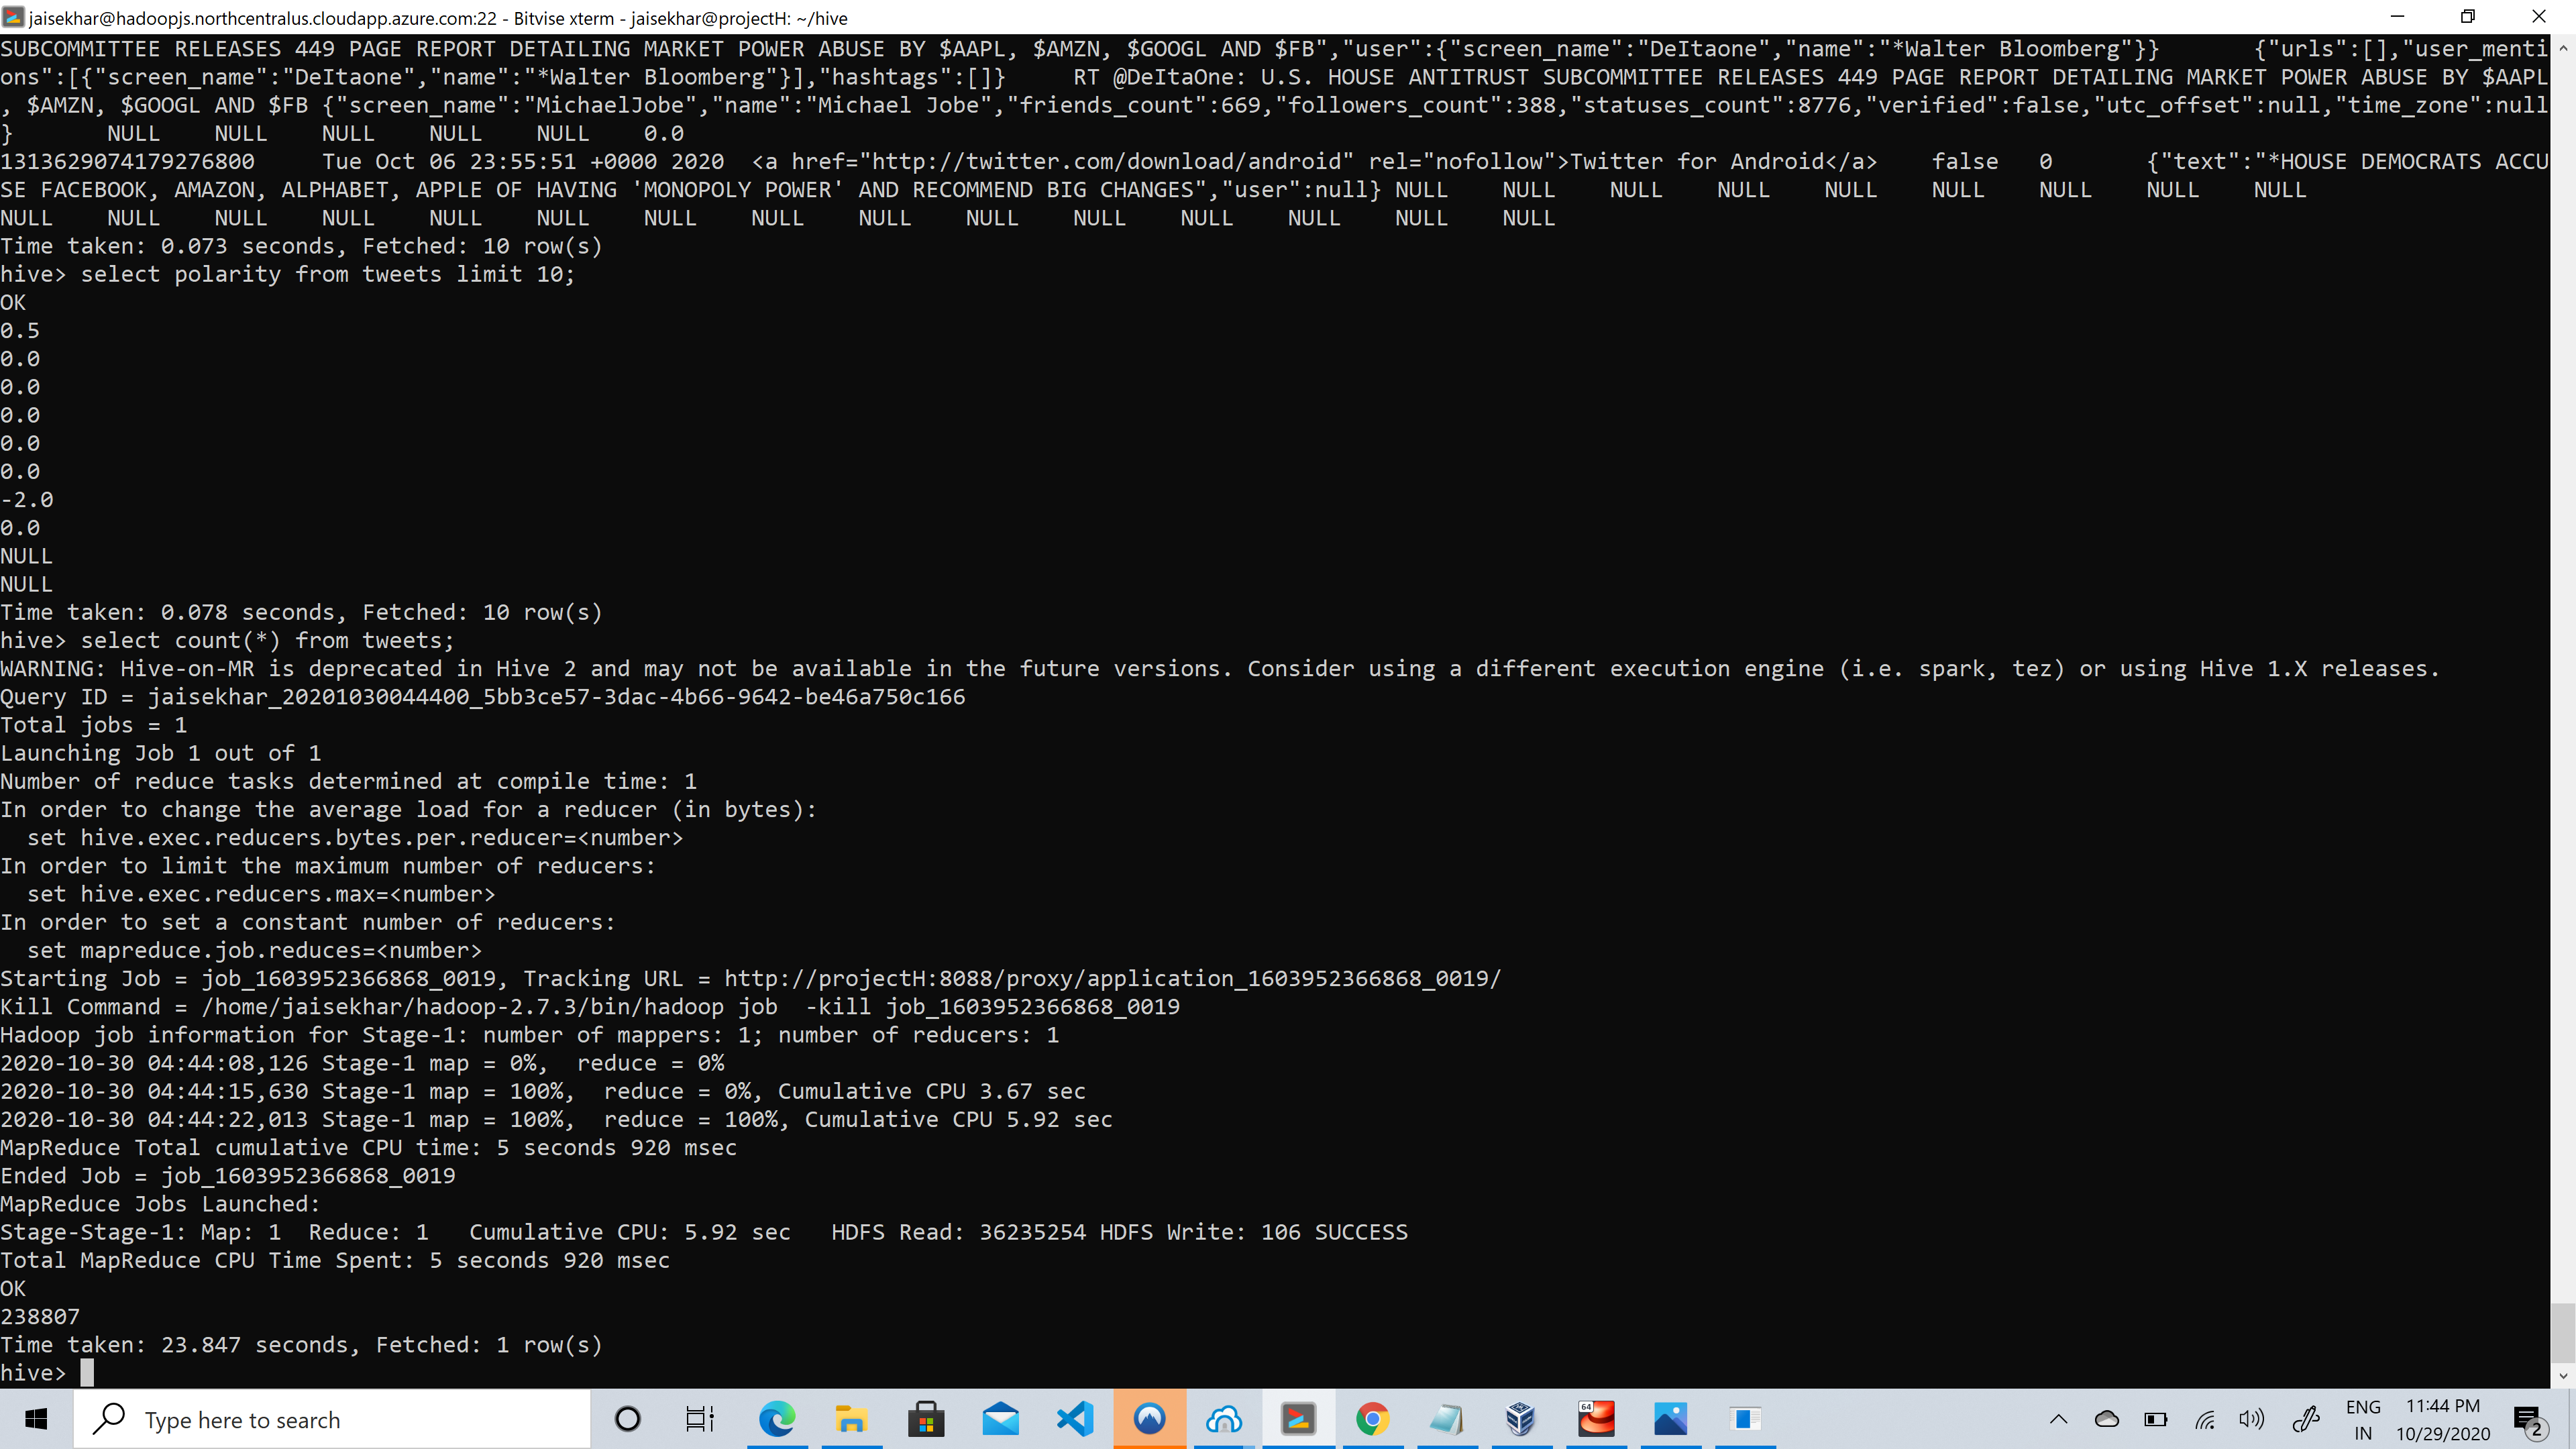 jaisekhar@hadoopjs.northcentralus.cloudapp.azure.com:22 - Bitvise xterm - jaisekhar@projectH: ~/hive
SUBCOMMITTEE RELEASES 449 PAGE REPORT DETAILING MARKET POWER ABUSE BY $AAPL, $AMZN, $GOOGL AND $FB","user":{"screen_name":"DeItaone","name":"*Walter Bloomberg"}}       {"urls":[],"user_menti
ons":[{"screen_name":"DeItaone","name":"*Walter Bloomberg"}],"hashtags":[]}     RT @DeItaOne: U.S. HOUSE ANTITRUST SUBCOMMITTEE RELEASES 449 PAGE REPORT DETAILING MARKET POWER ABUSE BY $AAPL
, $AMZN, $GOOGL AND $FB {"screen_name":"MichaelJobe","name":"Michael Jobe","friends_count":669,"followers_count":388,"statuses_count":8776,"verified":false,"utc_offset":null,"time_zone":null
}       NULL    NULL    NULL    NULL    NULL    0.0
1313629074179276800     Tue Oct 06 23:55:51 +0000 2020  <a href="http://twitter.com/download/android" rel="nofollow">Twitter for Android</a>    false   0       {"text":"*HOUSE DEMOCRATS ACCU
SE FACEBOOK, AMAZON, ALPHABET, APPLE OF HAVING 'MONOPOLY POWER' AND RECOMMEND BIG CHANGES","user":null} NULL    NULL    NULL    NULL    NULL    NULL    NULL    NULL    NULL
NULL    NULL    NULL    NULL    NULL    NULL    NULL    NULL    NULL    NULL    NULL    NULL    NULL    NULL    NULL
Time taken: 0.073 seconds, Fetched: 10 row(s)
hive> select polarity from tweets limit 10;
OK
0.5
0.0
0.0
0.0
0.0
0.0
-2.0
0.0
NULL
NULL
Time taken: 0.078 seconds, Fetched: 10 row(s)
hive> select count(*) from tweets;
WARNING: Hive-on-MR is deprecated in Hive 2 and may not be available in the future versions. Consider using a different execution engine (i.e. spark, tez) or using Hive 1.X releases.
Query ID = jaisekhar_20201030044400_5bb3ce57-3dac-4b66-9642-be46a750c166
Total jobs = 1
Launching Job 1 out of 1
Number of reduce tasks determined at compile time: 1
In order to change the average load for a reducer (in bytes):
  set hive.exec.reducers.bytes.per.reducer=<number>
In order to limit the maximum number of reducers:
  set hive.exec.reducers.max=<number>
In order to set a constant number of reducers:
  set mapreduce.job.reduces=<number>
Starting Job = job_1603952366868_0019, Tracking URL = http://projectH:8088/proxy/application_1603952366868_0019/
Kill Command = /home/jaisekhar/hadoop-2.7.3/bin/hadoop job  -kill job_1603952366868_0019
Hadoop job information for Stage-1: number of mappers: 1; number of reducers: 1
2020-10-30 04:44:08,126 Stage-1 map = 0%,  reduce = 0%
2020-10-30 04:44:15,630 Stage-1 map = 100%,  reduce = 0%, Cumulative CPU 3.67 sec
2020-10-30 04:44:22,013 Stage-1 map = 100%,  reduce = 100%, Cumulative CPU 5.92 sec
MapReduce Total cumulative CPU time: 5 seconds 920 msec
Ended Job = job_1603952366868_0019
MapReduce Jobs Launched:
Stage-Stage-1: Map: 1  Reduce: 1   Cumulative CPU: 5.92 sec   HDFS Read: 36235254 HDFS Write: 106 SUCCESS
Total MapReduce CPU Time Spent: 5 seconds 920 msec
OK
238807
Time taken: 23.847 seconds, Fetched: 1 row(s)
hive>
Type here to search
64
ENG
IN
11:44 PM
10/29/2020
2